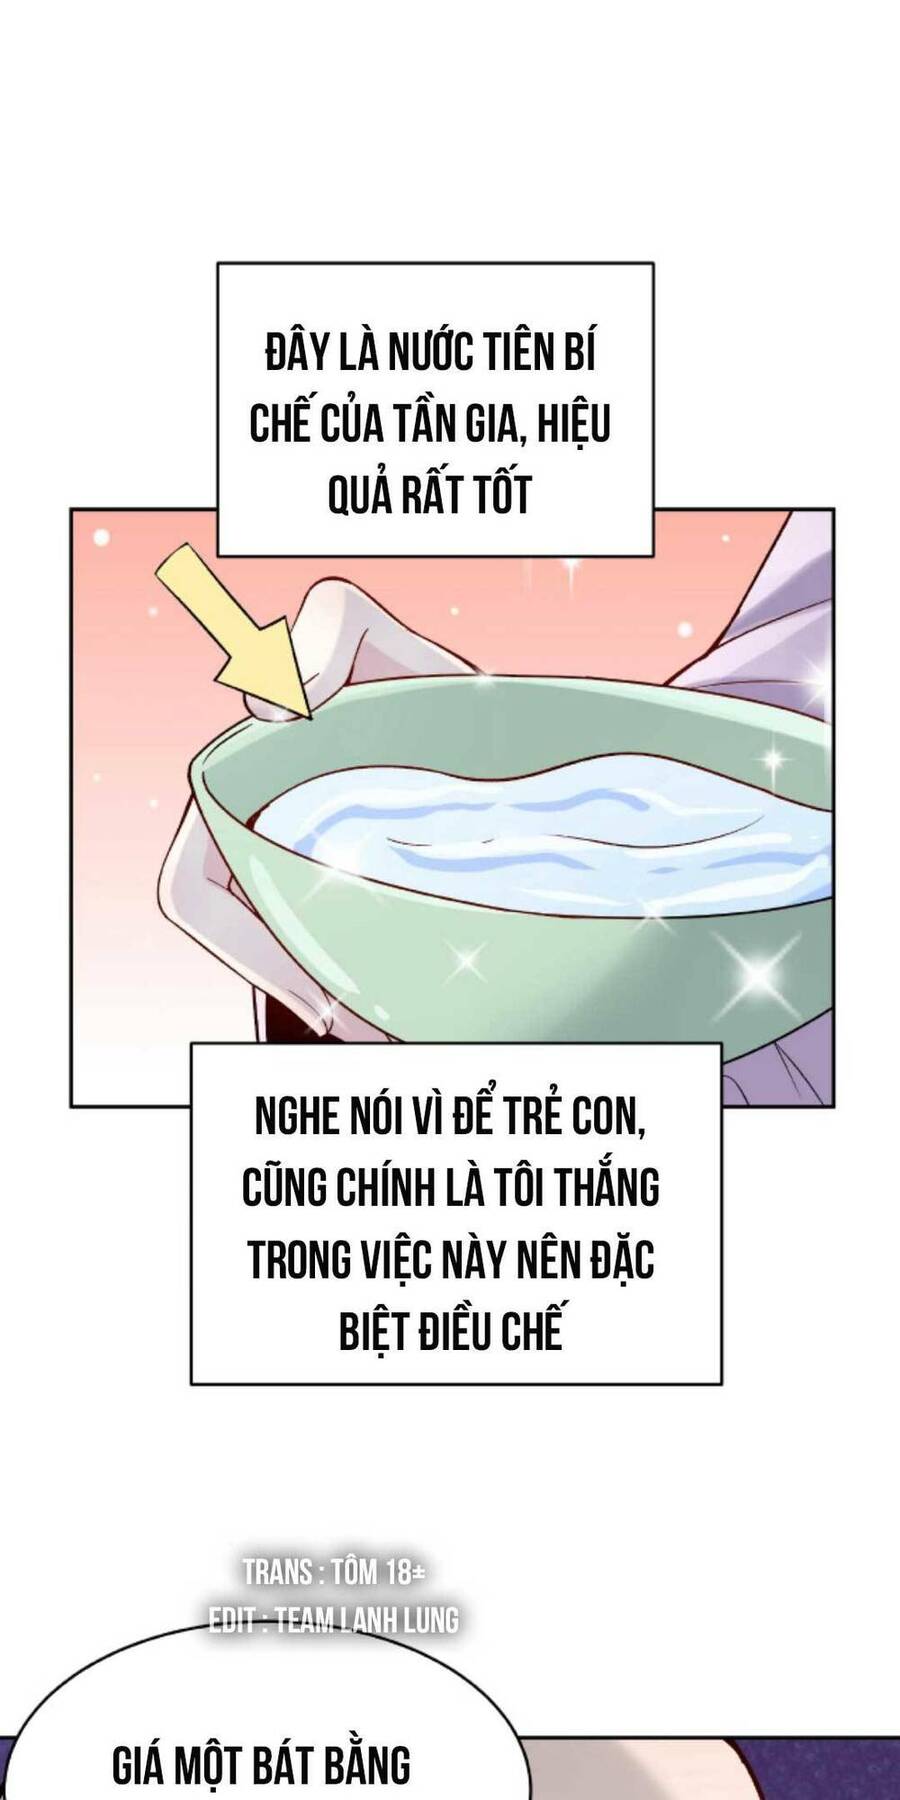 ĐÂY LÀ NƯỚC TIÊN BÍ
CHẾ CỦA TẦN GIA, HIỆU
QUẢ RẤT TỐT
NGHE NÓI VÌ ĐỂ TRẺ CON,
CŨNG CHÍNH LÀ TÔI THẮNG
TRONG VIỆC NÀY NÊN ĐẶC
BIỆT ĐIỀU CHẾ
TRANS : TÔM 18+
EDIT : TEAM LANH LUNG
GIÁ MỘT BÁT BẰNG